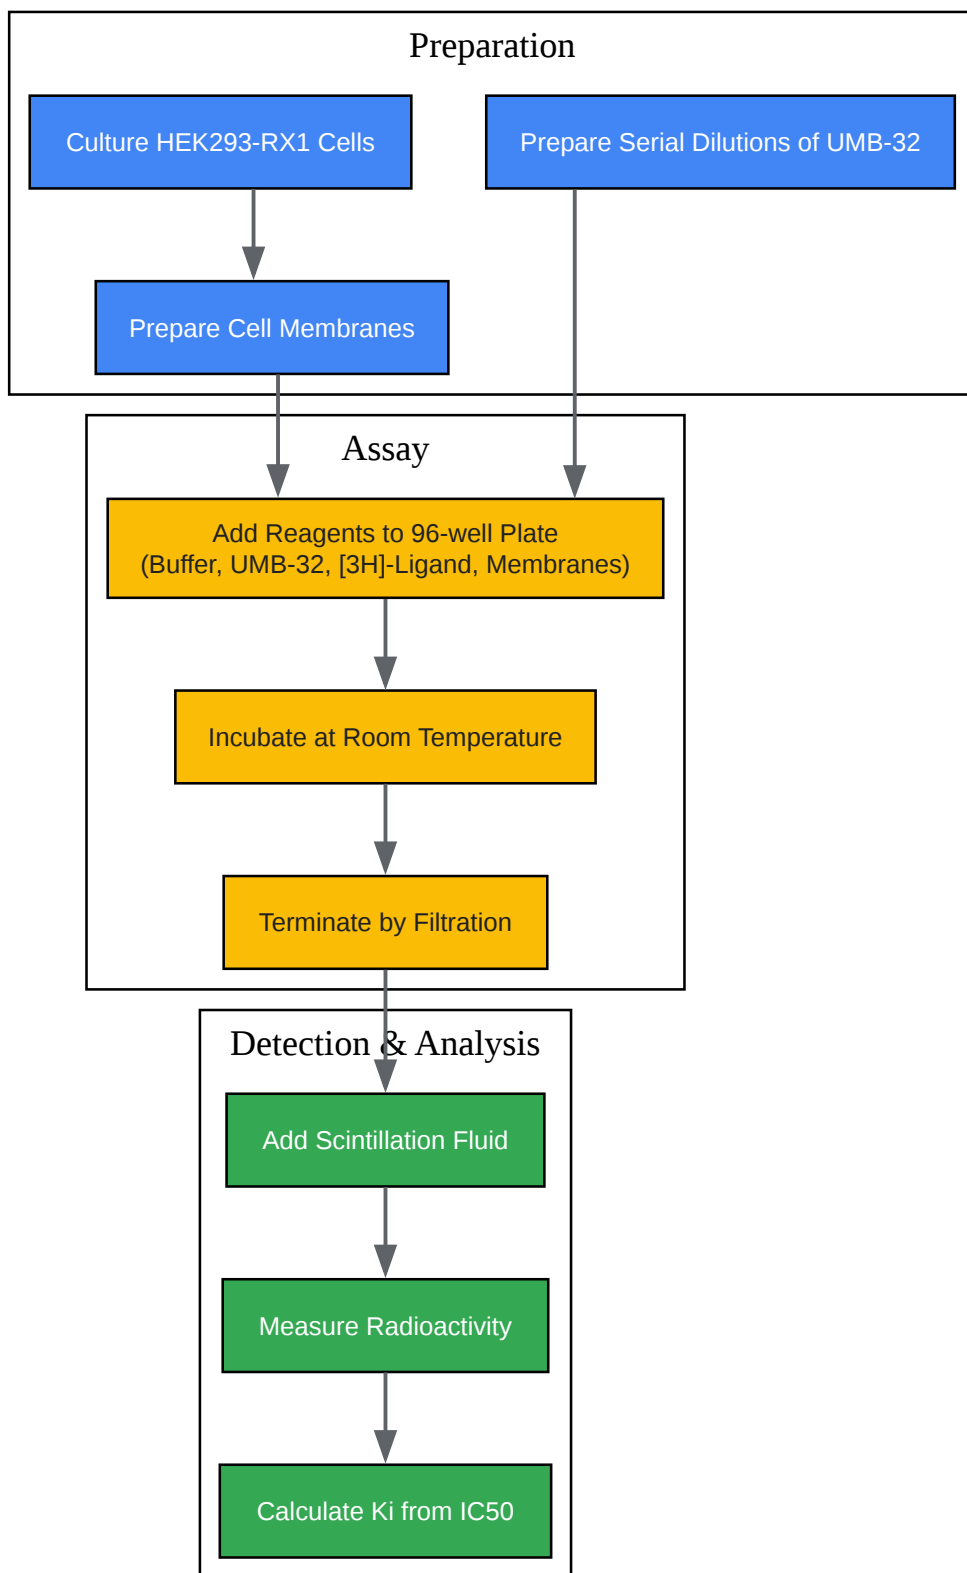 Preparation
Culture HEK293-RX1 Cells
Prepare Serial Dilutions of UMB-32
Prepare Cell Membranes
Assay
Add Reagents to 96-well Plate
(Buffer, UMB-32, [3H]-Ligand, Membranes)
Incubate at Room Temperature
Terminate by Filtration
Detection & Analysis
Add Scintillation Fluid
Measure Radioactivity
Calculate Ki from IC50